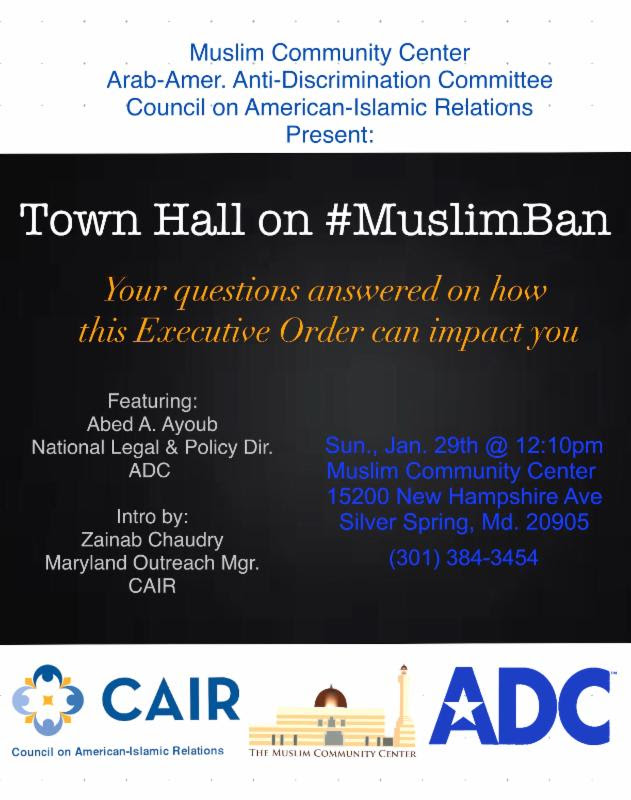 Muslim Community Center
Arab-Amer. Anti-Discrimination Committee
Council on American-Islamic Relations
Present:
Town Hall on #MuslimBan
Your questions answered on how
this Executive Order can impact you
Featuring:
Abed A. Ayoub
National Legal & Policy Dir.
ADC
Intro by:
Zainab Chaudry
Maryland Outreach Mgr.
CAIR
Sun., Jan. 29th @ 12:10pm
Muslim Community Center
15200 New Hampshire Ave
Silver Spring, Md. 20905
(301) 384-3454
CAIR
Council on American-Islamic Relations
THE MUSLIM COMMUNITY CENTER
ADC™